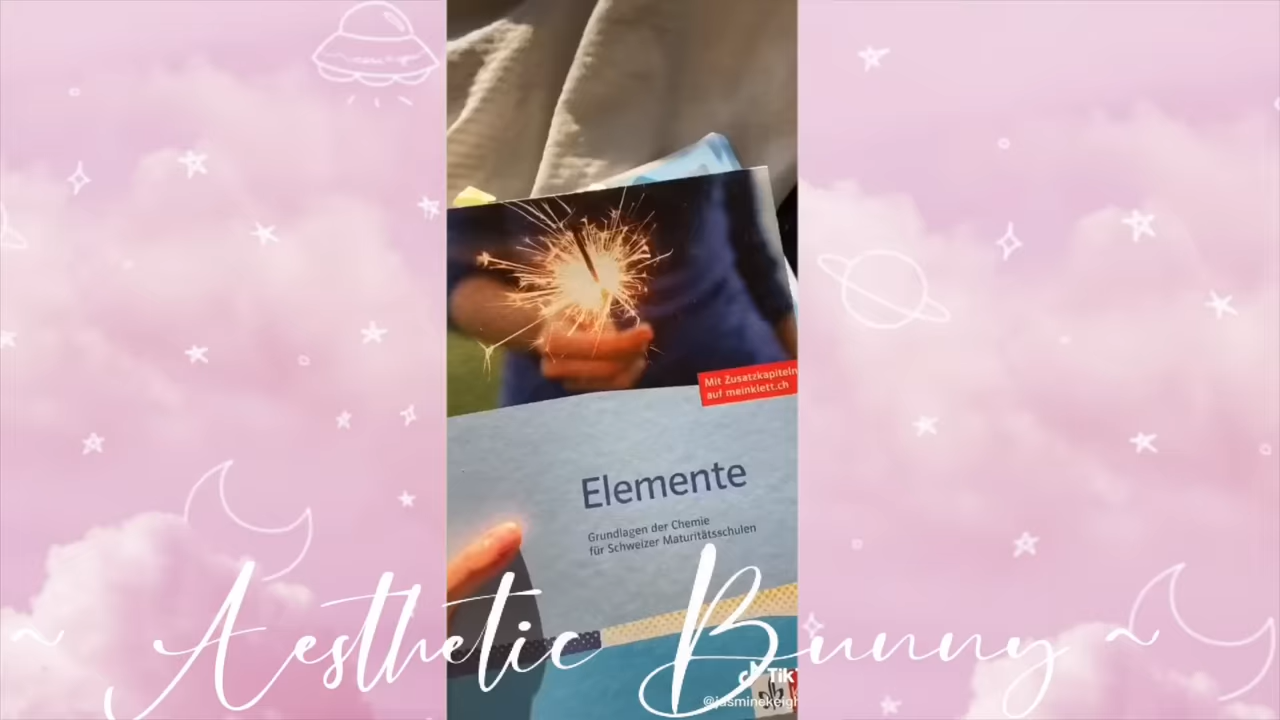 Mit Zusatzkapiteln
auf meinklett.ch
Elemente
Grundlagen der Chemie
für Schweizer Maturitätsschulen
~ Aesthetic Bunny ~